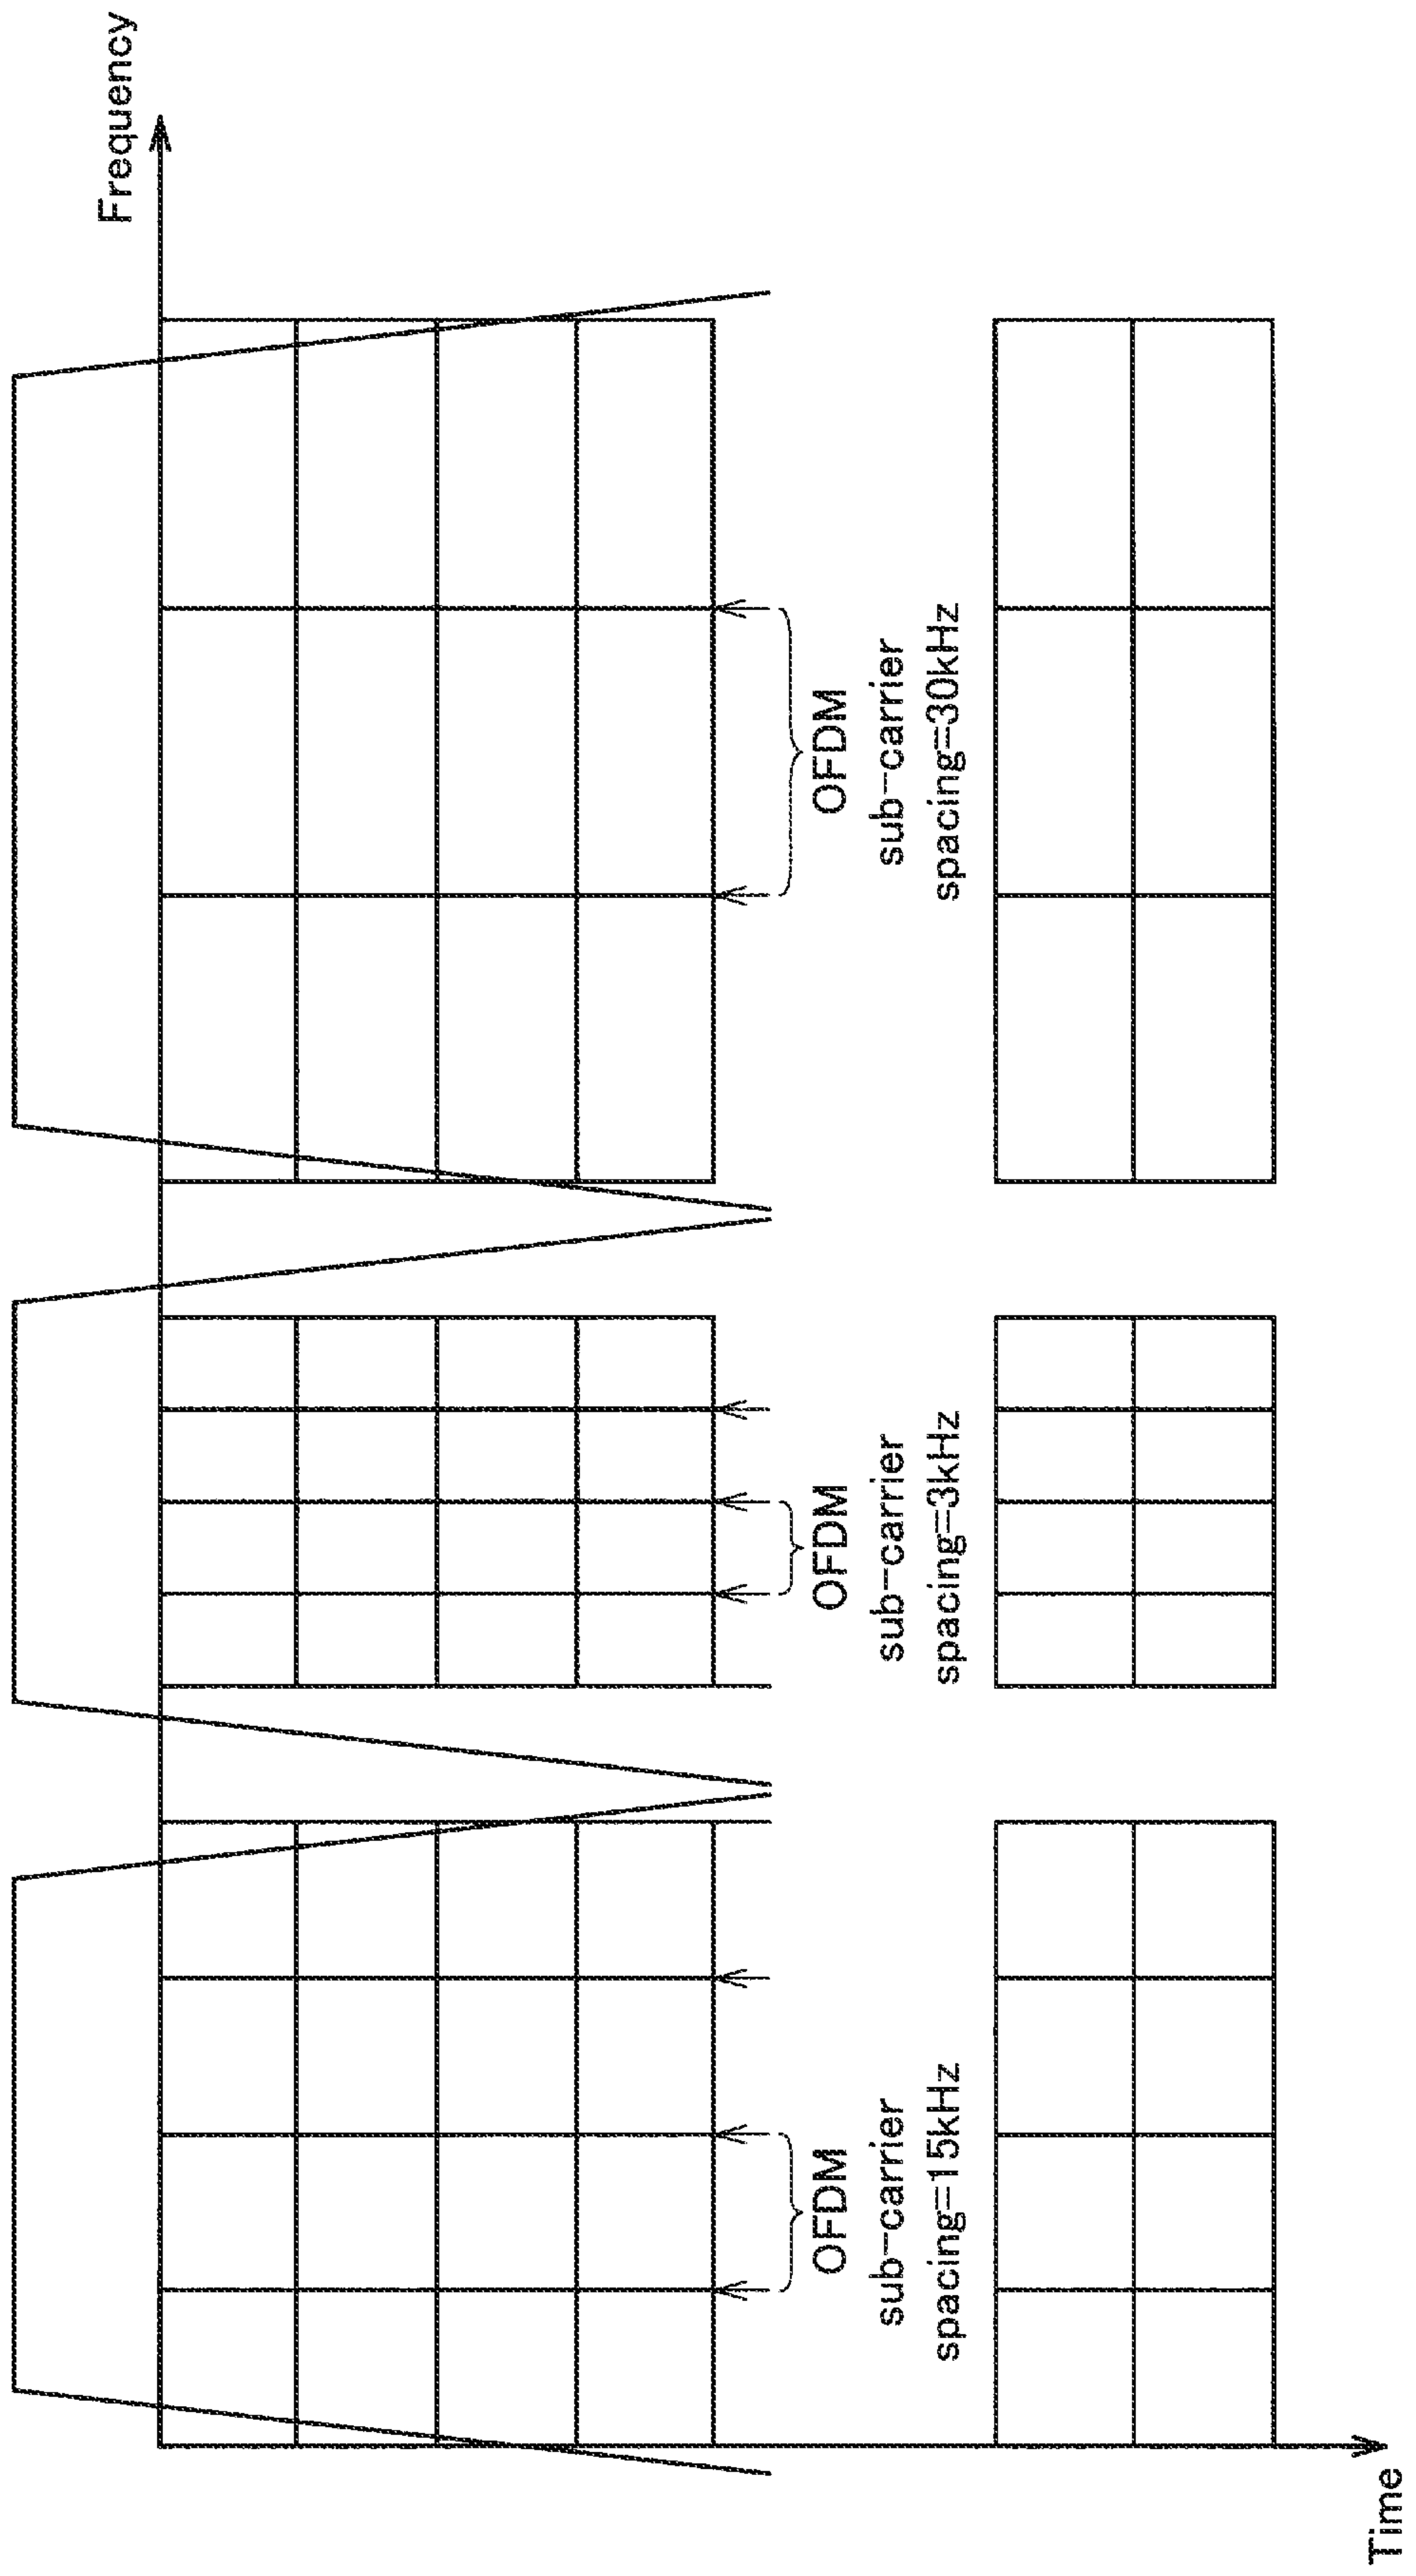 Frequency
OFDM
sub-carrier
spacing=15kHz
OFDM
sub-carrier
spacing=3kHz
OFDM
sub-carrier
spacing=30kHz
Time